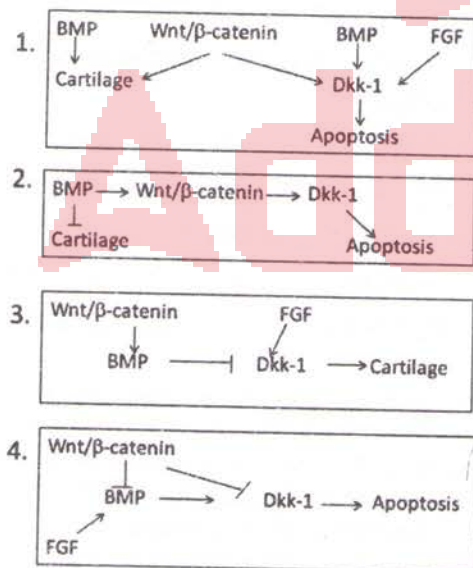 1.
BMP Wnt/β-catenin BMP FGF
Cartilage Dkk-1
Apoptosis
2.
BMP Wnt/β-catenin Dkk-1
Cartilage Apoptosis
3.
Wnt/β-catenin FGF
BMP Dkk-1 Cartilage
4.
Wnt/β-catenin
BMP Dkk-1 Apoptosis
FGF
Add